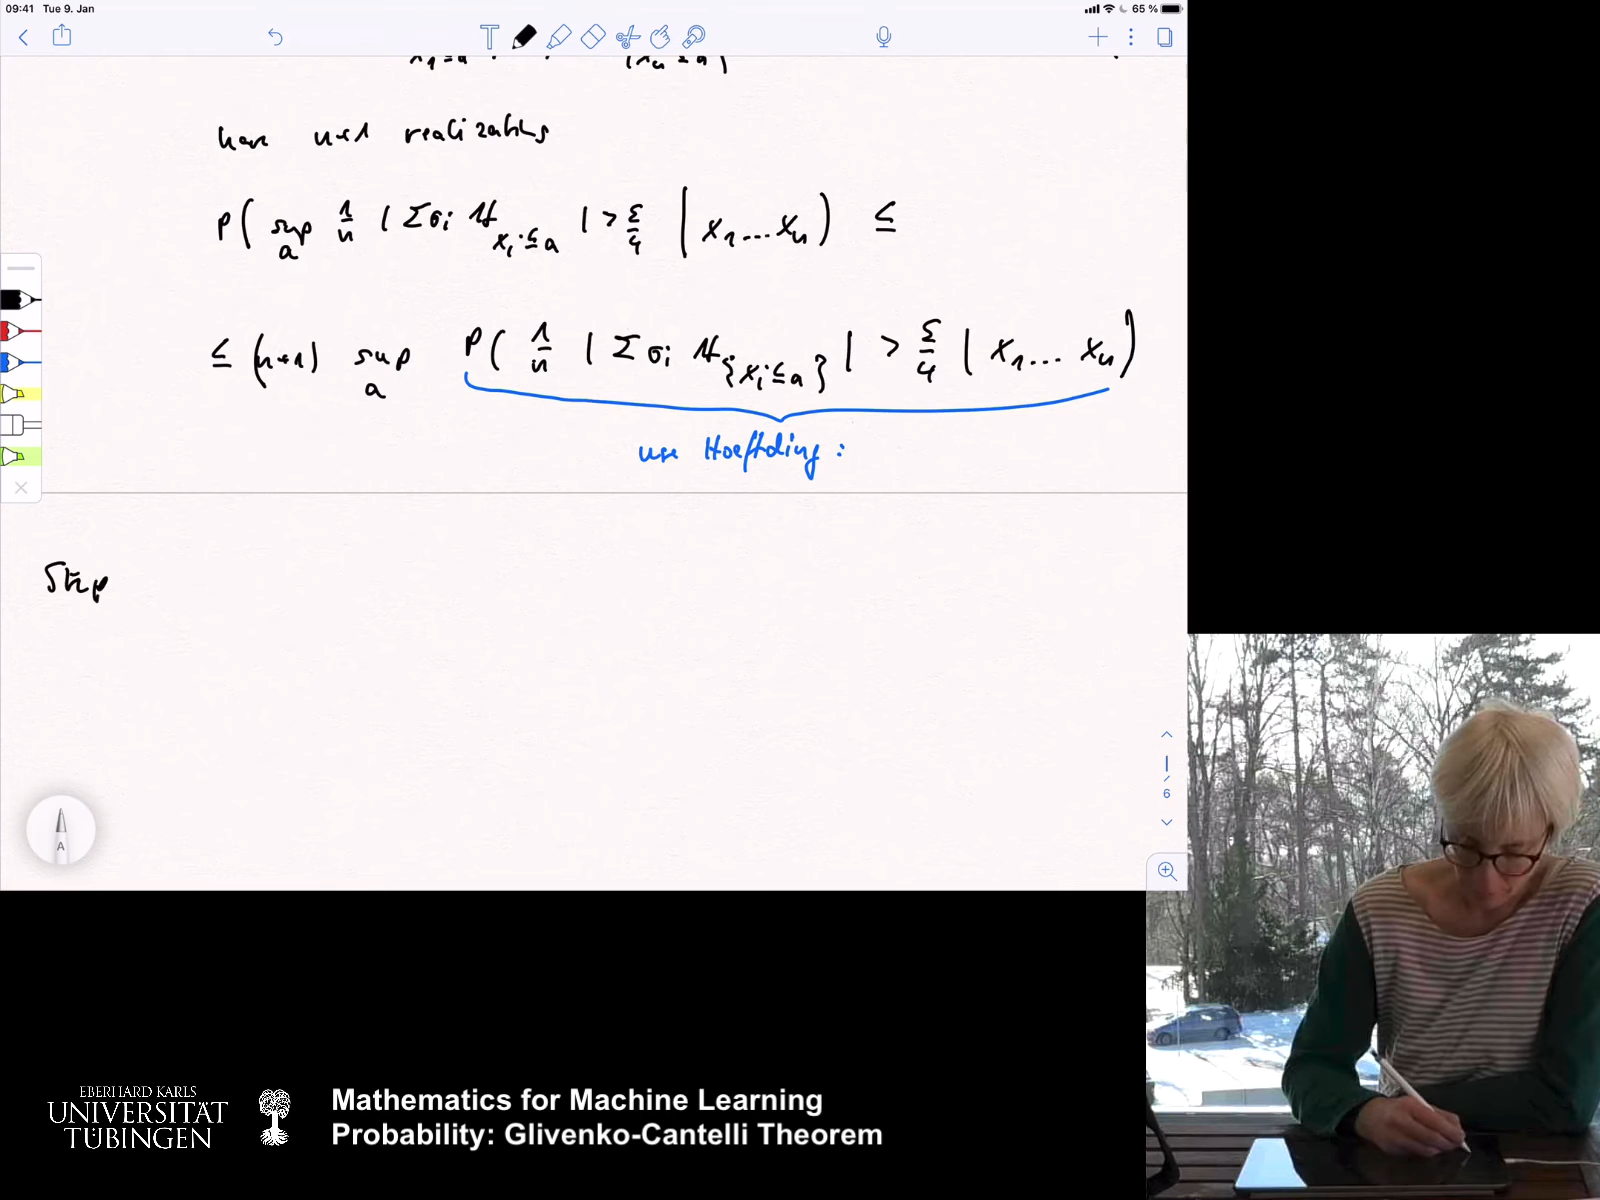 09:41 Tue 9. Jan 65 %
T
have n+1 realizations
P( sup_a 1/n | Σ σ_i 𝟙_{x_i ≤ a} | > ε/4 | x_1 ... x_n ) ≤
≤ (n+1) sup_a P( 1/n | Σ σ_i 𝟙_{{x_i ≤ a}} | > ε/4 | x_1 ... x_n )
use Hoeffding :
Step
A
6
EBERHARD KARLS
UNIVERSITÄT
TÜBINGEN
Mathematics for Machine Learning
Probability: Glivenko-Cantelli Theorem